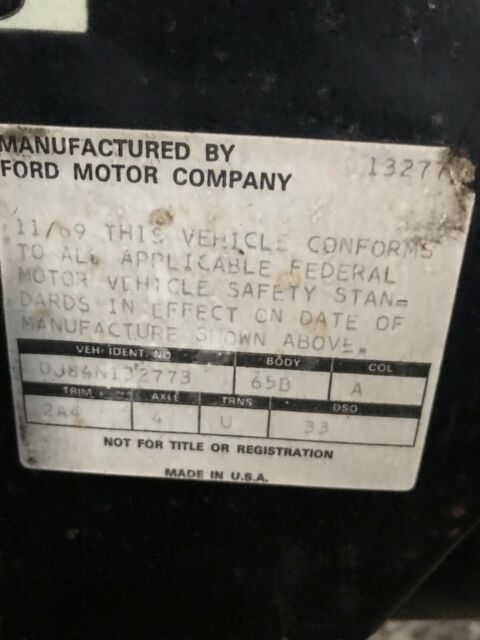 MANUFACTURED BY
FORD MOTOR COMPANY
13277
11/69 THIS VEHICLE CONFORMS
TO ALL APPLICABLE FEDERAL
MOTOR VEHICLE SAFETY STAN=
DARDS IN EFFECT ON DATE OF
MANUFACTURE SHOWN ABOVE.
VEH. IDENT. NO. BODY COL
0J84N132773 65B A
TRIM AXLE TRNS DSO
2A4 4 U 33
NOT FOR TITLE OR REGISTRATION
MADE IN U.S.A.